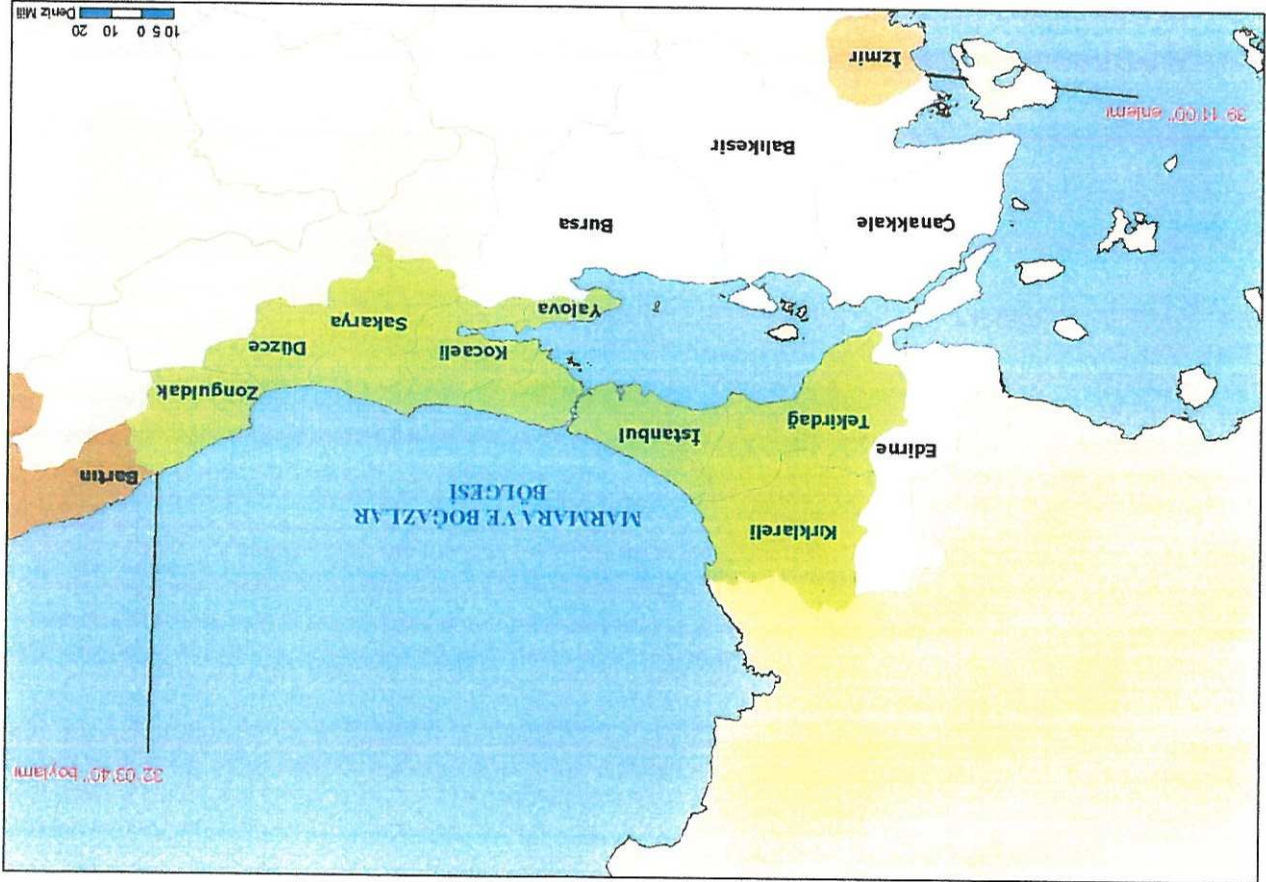 32 03'40" boylamı
Kırklareli
MARMARA VE BOĞAZLAR
BÖLGESİ
Bartın
Edirne
İstanbul
Tekirdağ
Zonguldak
Kocaeli
Düzce
Sakarya
Yalova
Çanakkale
Bursa
Balıkesir
39 11'00" enlemi
İzmir
10 5 0 10 20
Deniz Mili